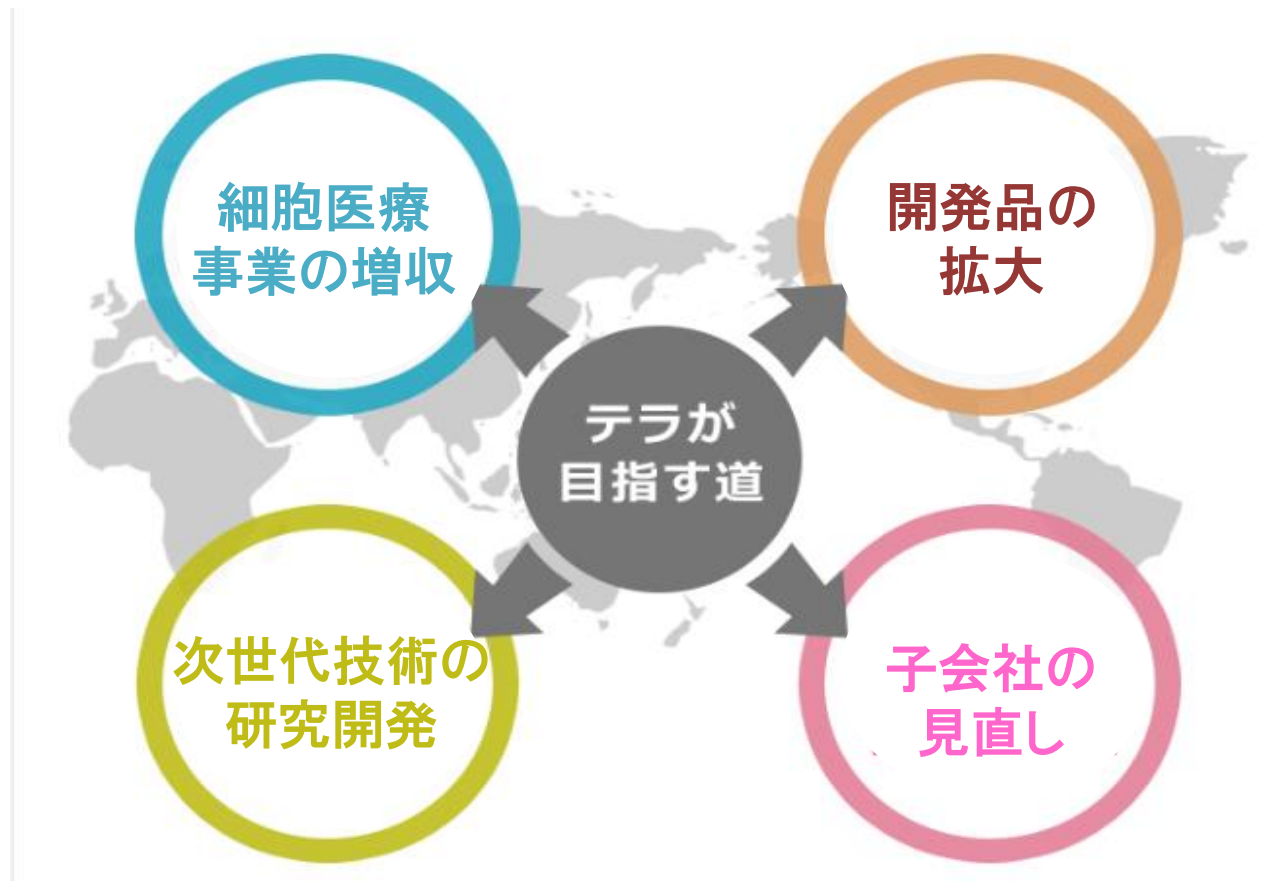 細胞医療
事業の増収
開発品の
拡大
テラが
目指す道
次世代技術の
研究開発
子会社の
見直し